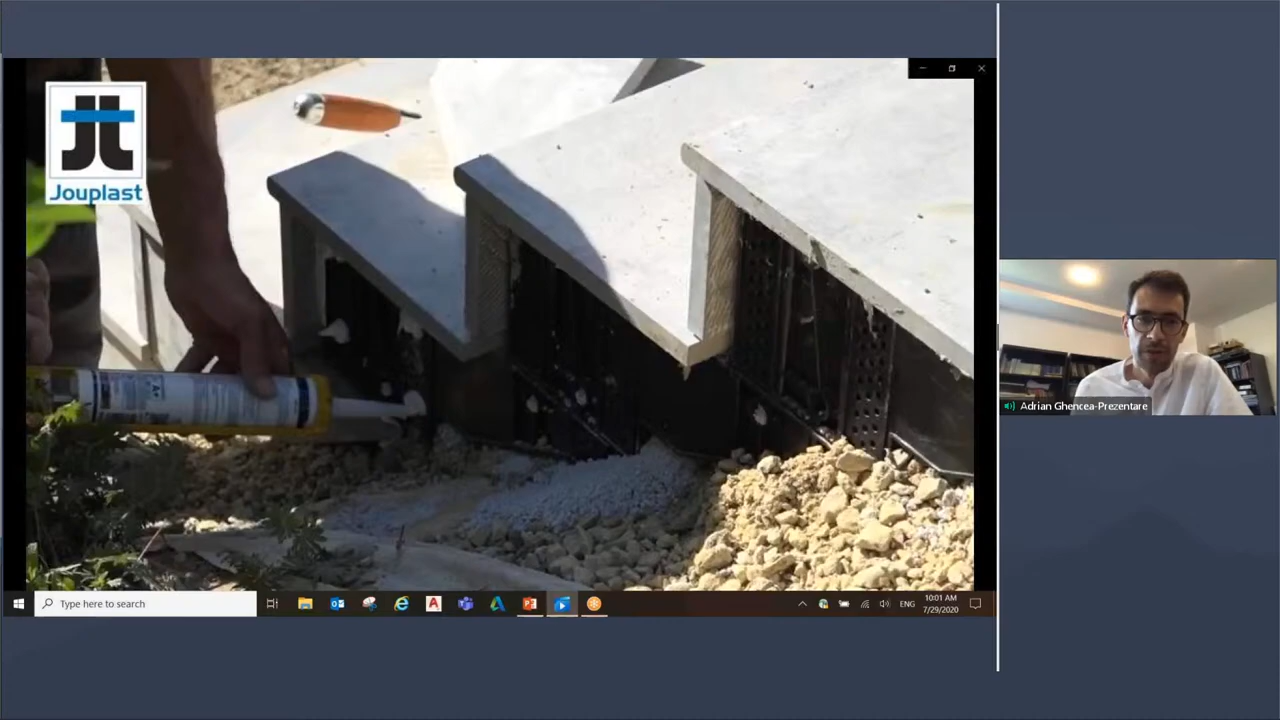 Jouplast
Adrian Ghencea-Prezentare
Type here to search
ENG
10:01 AM
7/29/2020